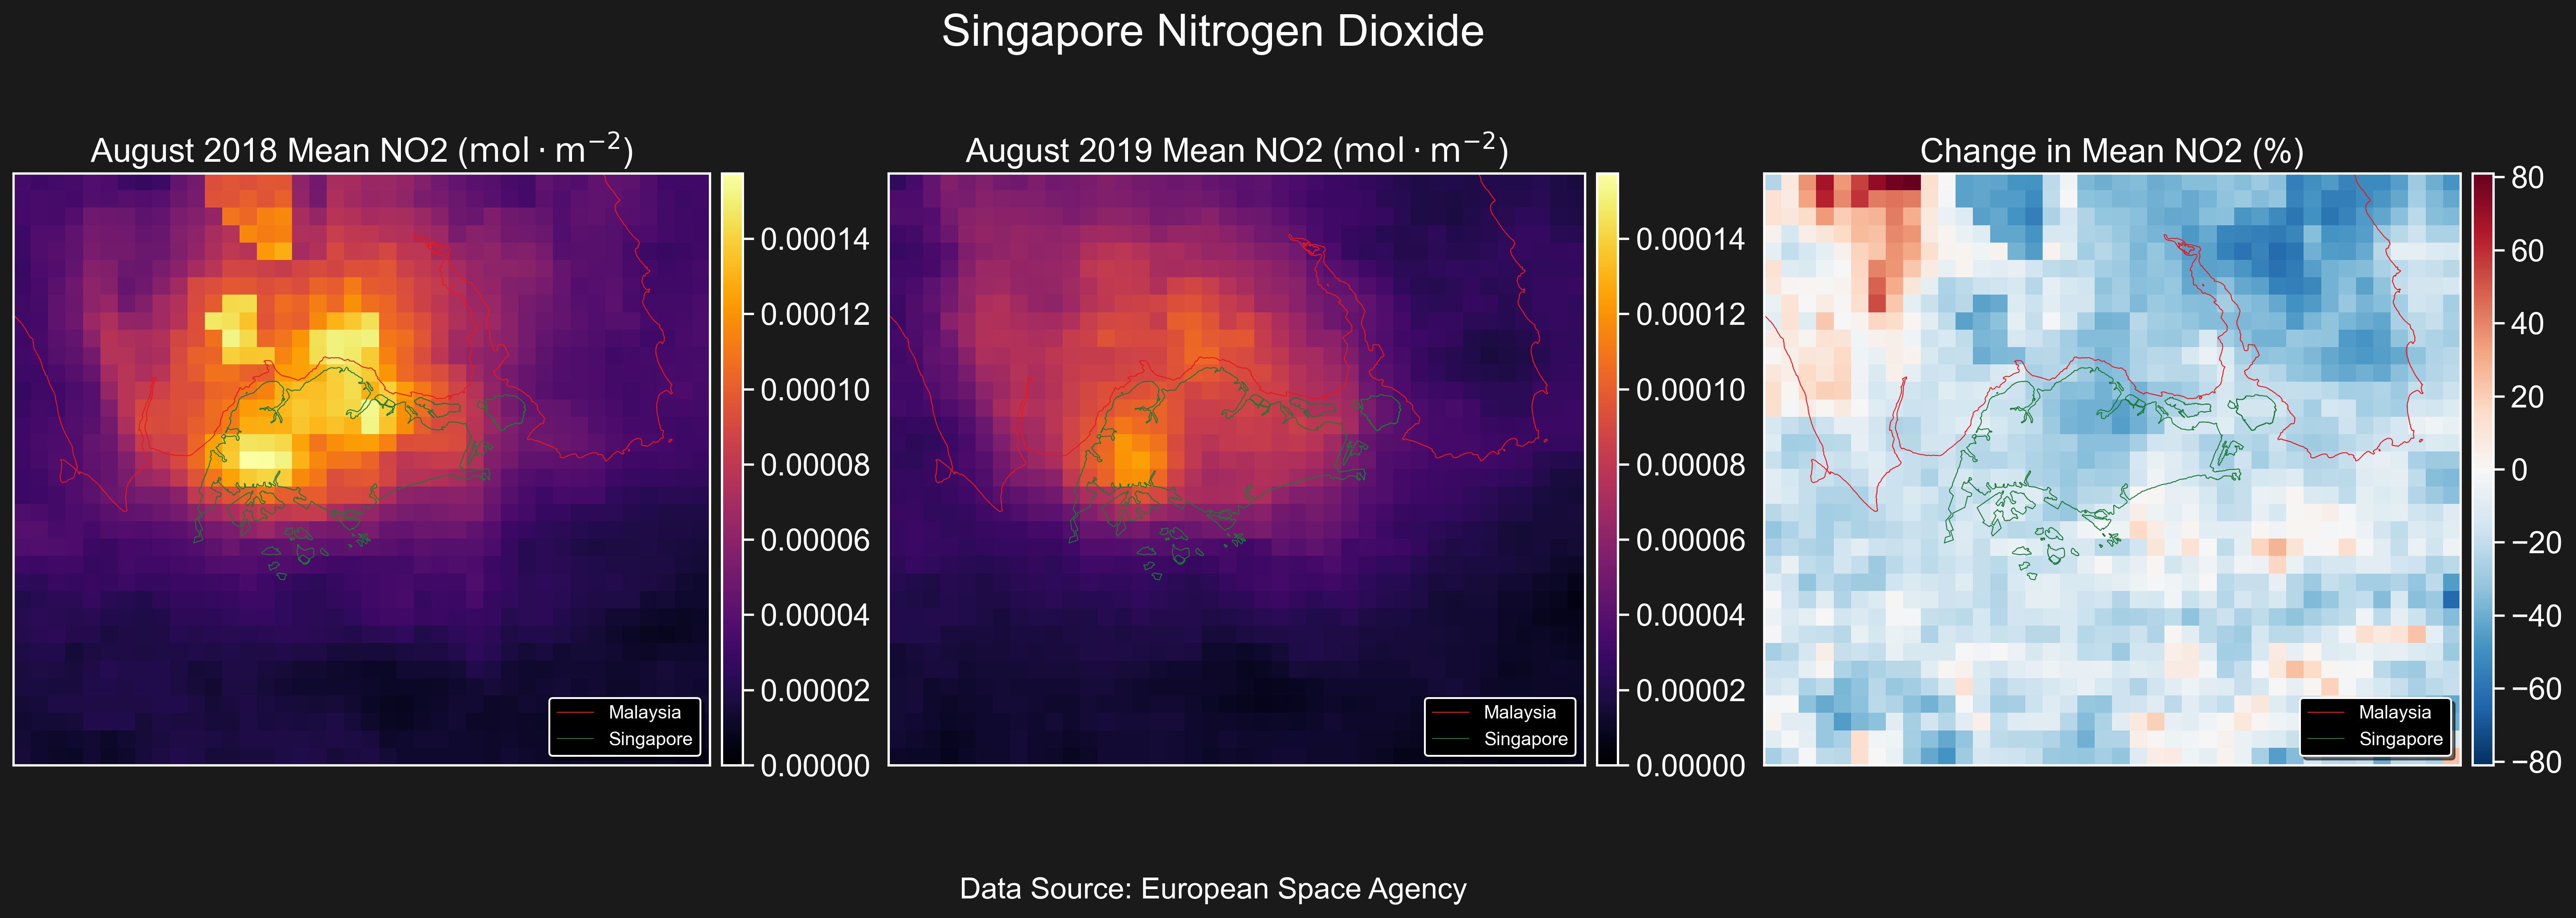 Singapore Nitrogen Dioxide
August 2018 Mean NO2 (mol · m⁻²)
0.00014
0.00012
0.00010
0.00008
0.00006
0.00004
0.00002
0.00000
Malaysia
Singapore
August 2019 Mean NO2 (mol · m⁻²)
0.00014
0.00012
0.00010
0.00008
0.00006
0.00004
0.00002
0.00000
Malaysia
Singapore
Change in Mean NO2 (%)
80
60
40
20
0
−20
−40
−60
−80
Malaysia
Singapore
Data Source: European Space Agency